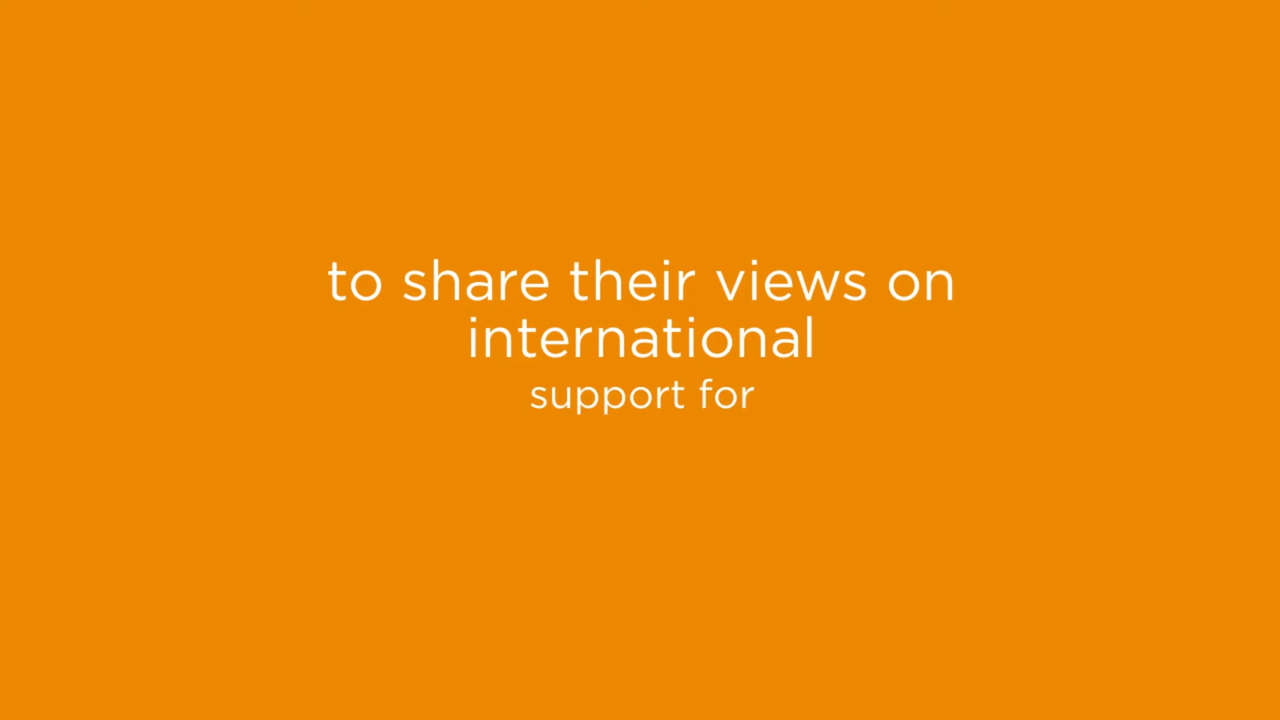 to share their views on
international
support for